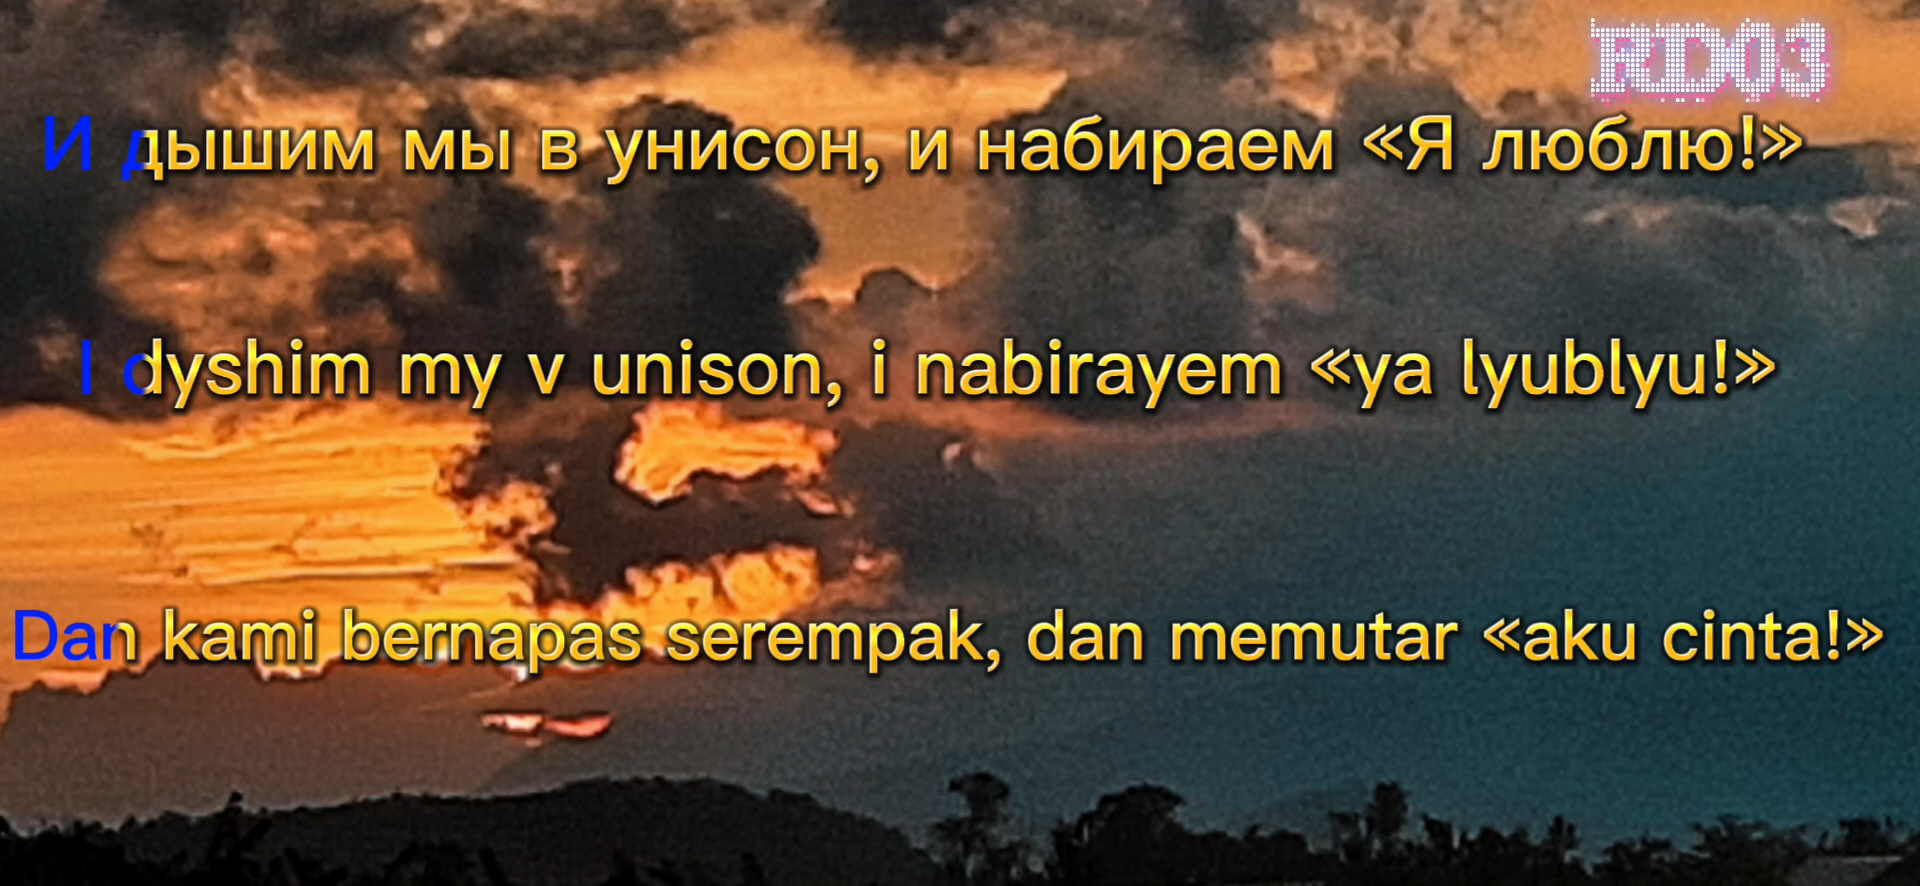 RD03
И дышим мы в унисон, и набираем «Я люблю!»
I dyshim my v unison, i nabirayem «ya lyublyu!»
Dan kami bernapas serempak, dan memutar «aku cinta!»